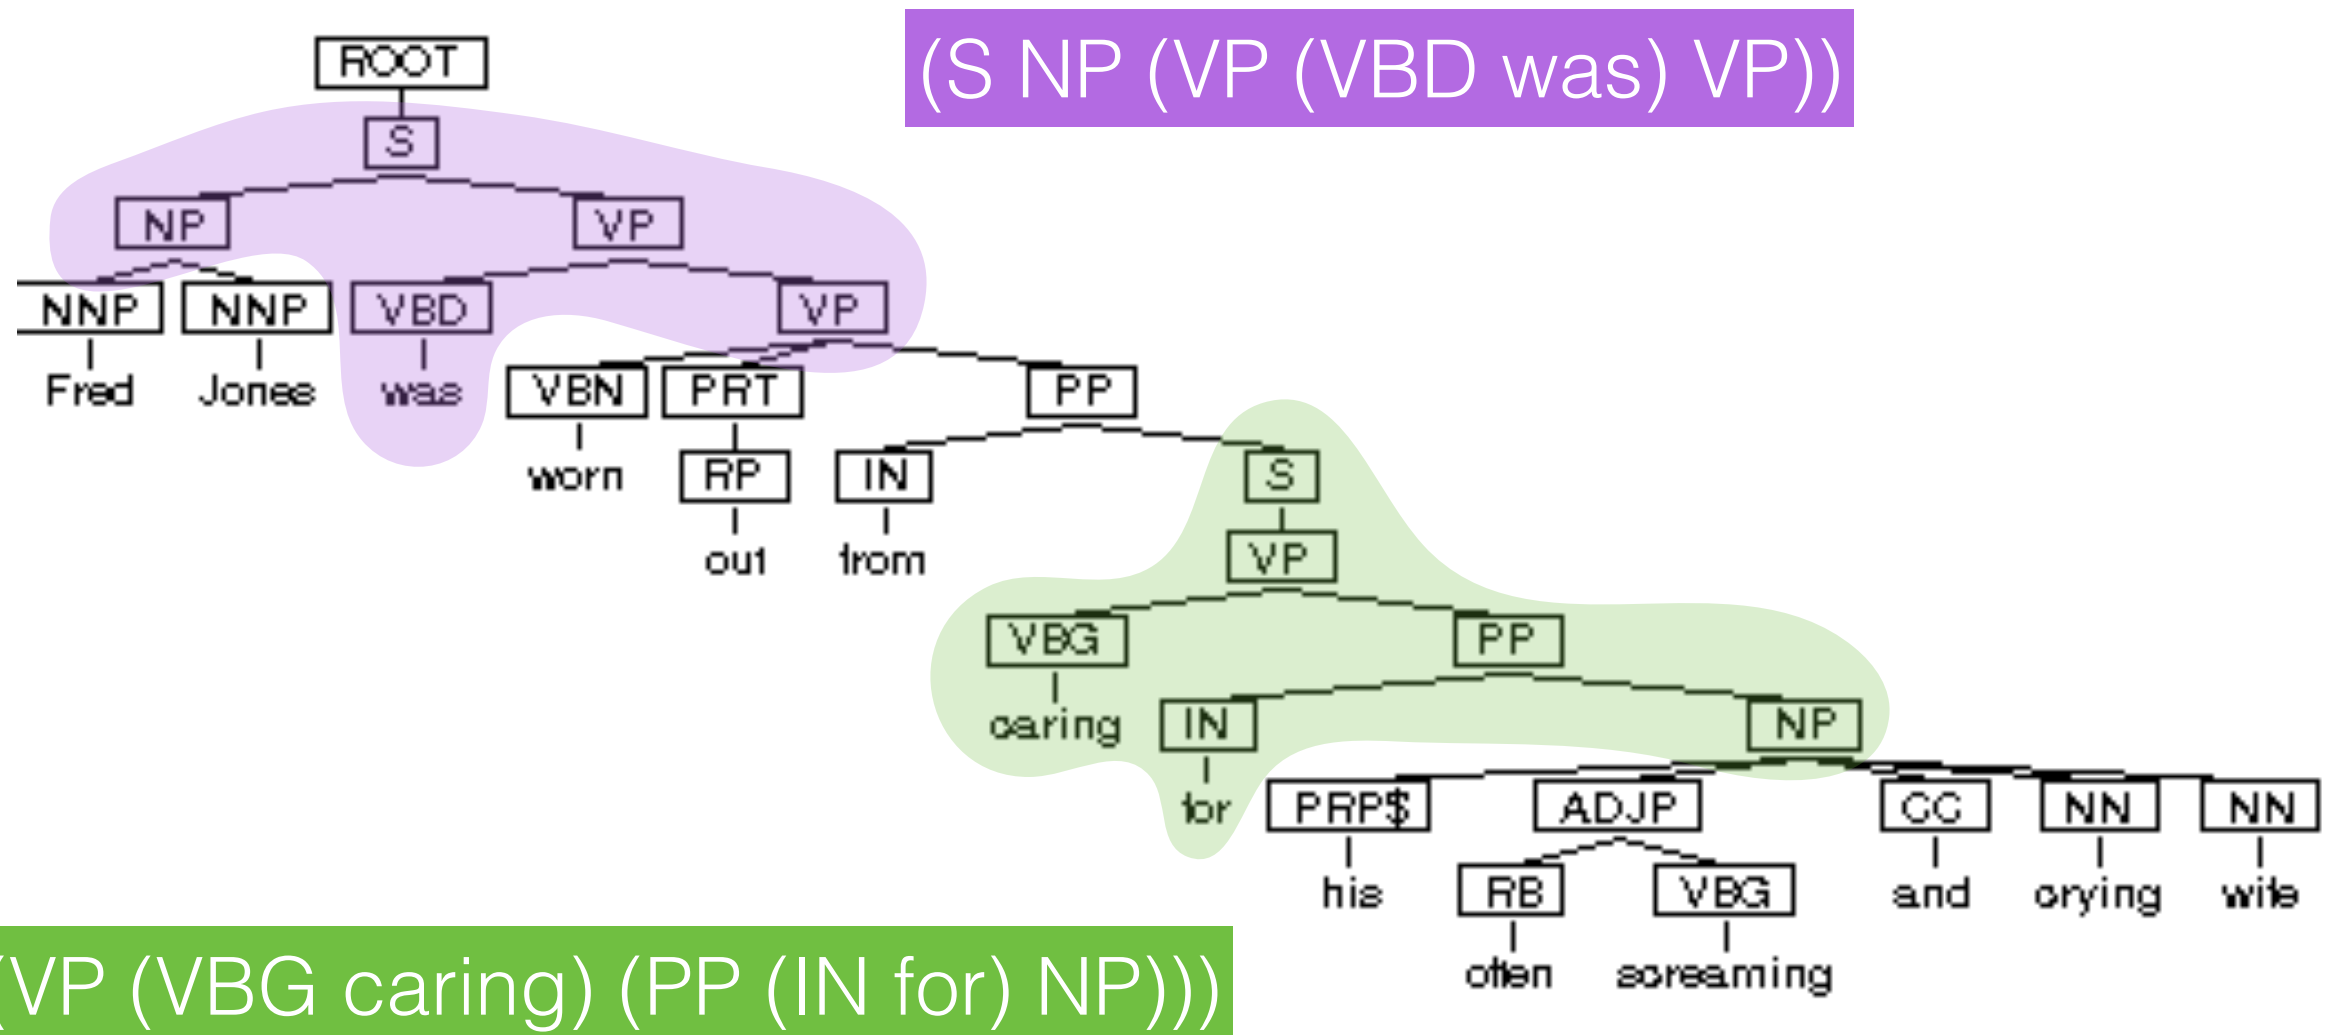 (S NP (VP (VBD was) VP))
ROOT
S
NP VP
NNP NNP VBD VP
Fred Jones was VBN PRT PP
worn RP IN S
out from VP
VBG PP
caring IN NP
for PRP$ ADJP CC NN NN
his RB VBG and crying wife
often screaming
(VP (VBG caring) (PP (IN for) NP)))